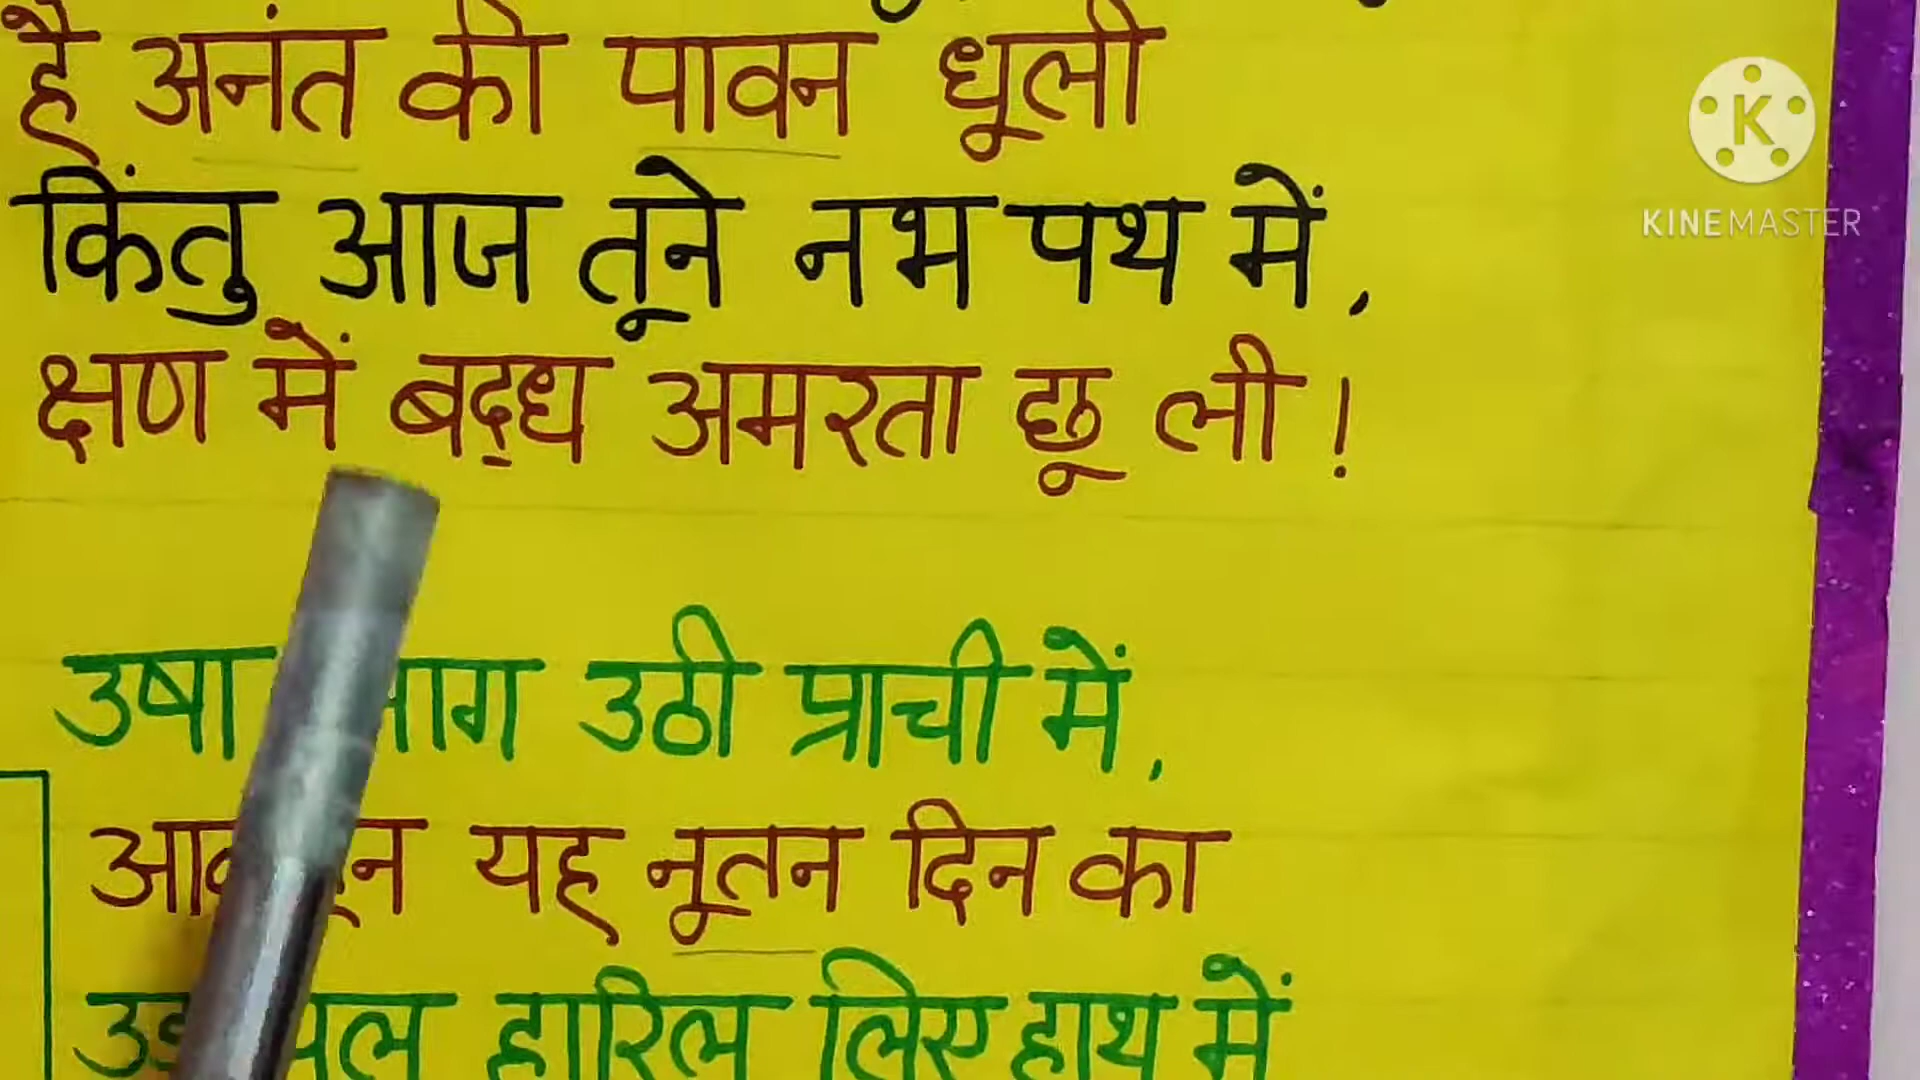 है अनंत की पावन धूली
किंतु आज तूने नभ पथ में,
क्षण में बद्ध अमरता छू ली!
उषा उठी प्राची में,
यह नूतन दिन का
हारिल लिए हाथ में
K
KINEMASTER